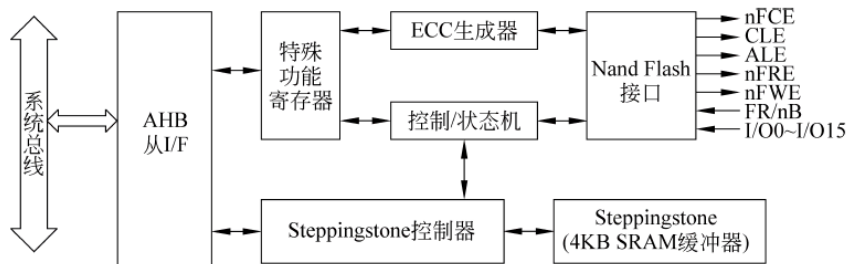 系统总线
AHB
从I/F
特殊
功能
寄存器
ECC生成器
控制/状态机
Nand Flash
接口
nFCE
CLE
ALE
nFRE
nFWE
FR/nB
I/O0~I/O15
Steppingstone控制器
Steppingstone
(4KB SRAM缓冲器)